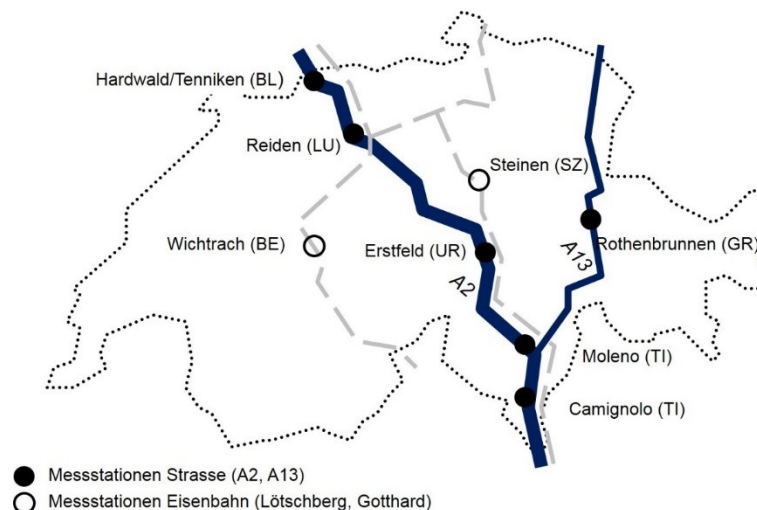 Hardwald/Tenniken (BL)
Reiden (LU)
Steinen (SZ)
Wichtrach (BE)
Erstfeld (UR)
Rothenbrunnen (GR)
A13
A2
Moleno (TI)
Camignolo (TI)
Messstationen Strasse (A2, A13)
Messstationen Eisenbahn (Lötschberg, Gotthard)